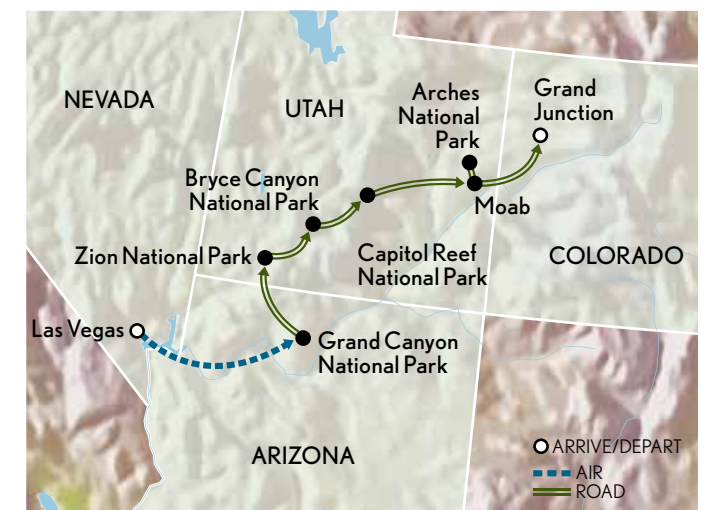 NEVADA
UTAH
Arches
National
Park
Grand
Junction
Bryce Canyon
National Park
Moab
Zion National Park
Capitol Reef
National Park
COLORADO
Las Vegas
Grand Canyon
National Park
ARIZONA
ARRIVE/DEPART
AIR
ROAD